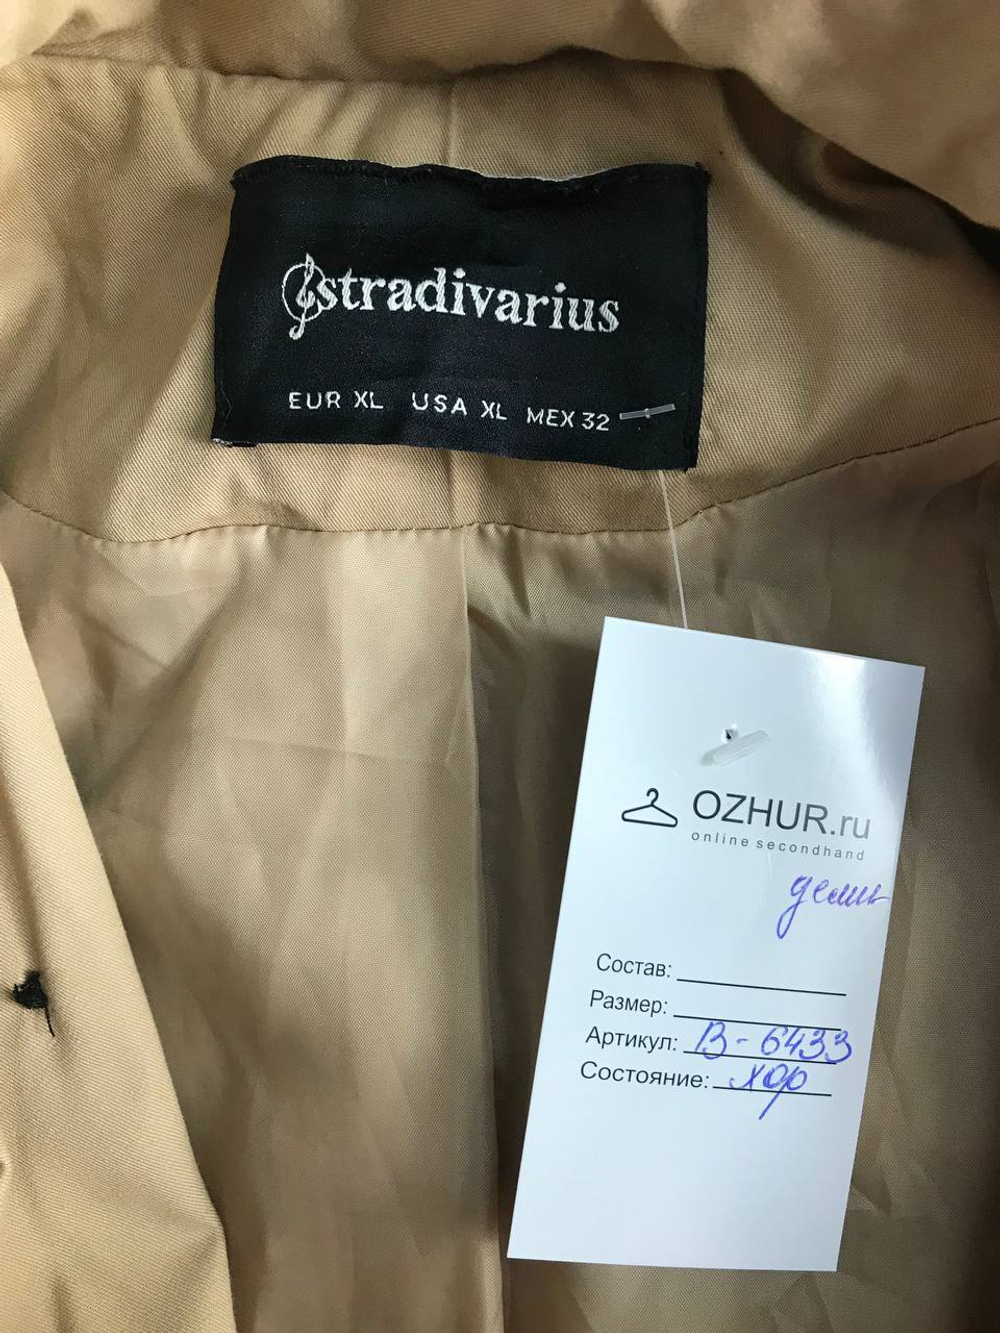 stradivarius
EUR XL USA XL MEX 32
OZHUR.ru
online secondhand
деми
Состав:
Размер:
Артикул: В-6433
Состояние: хор